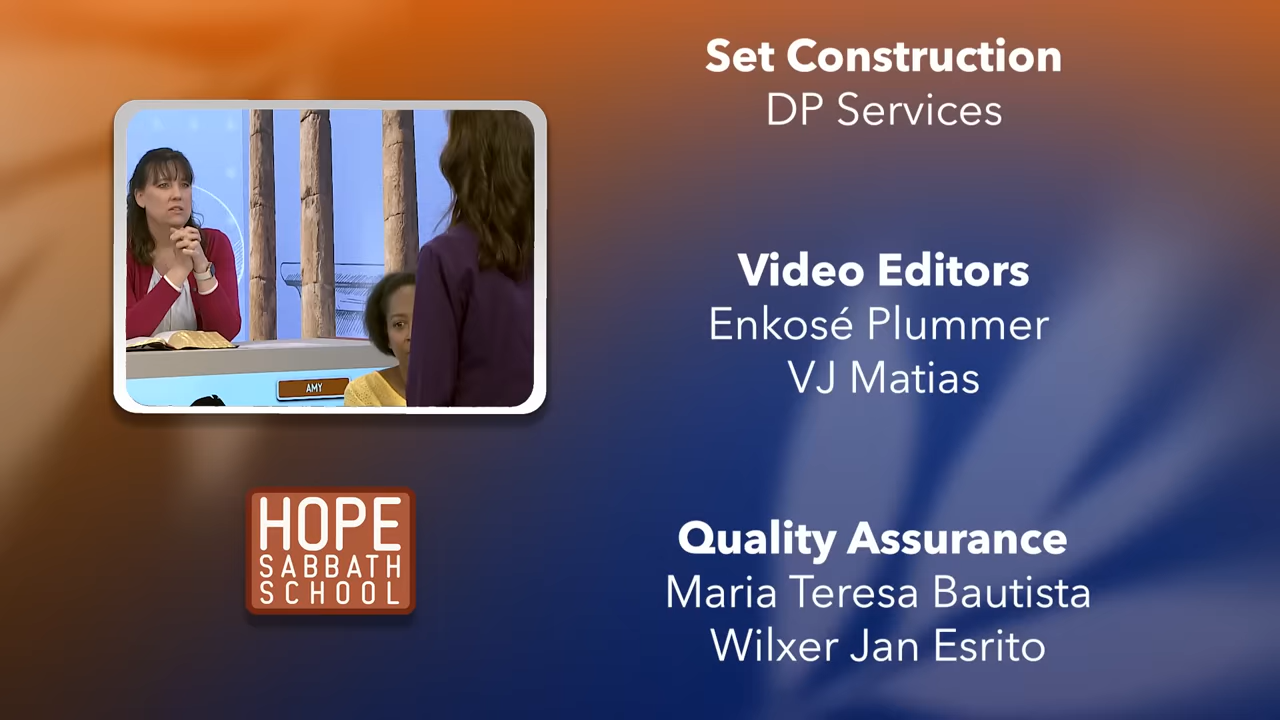 Set Construction
DP Services
AMY
Video Editors
Enkosé Plummer
VJ Matias
HOPE
SABBATH
SCHOOL
Quality Assurance
Maria Teresa Bautista
Wilxer Jan Esrito